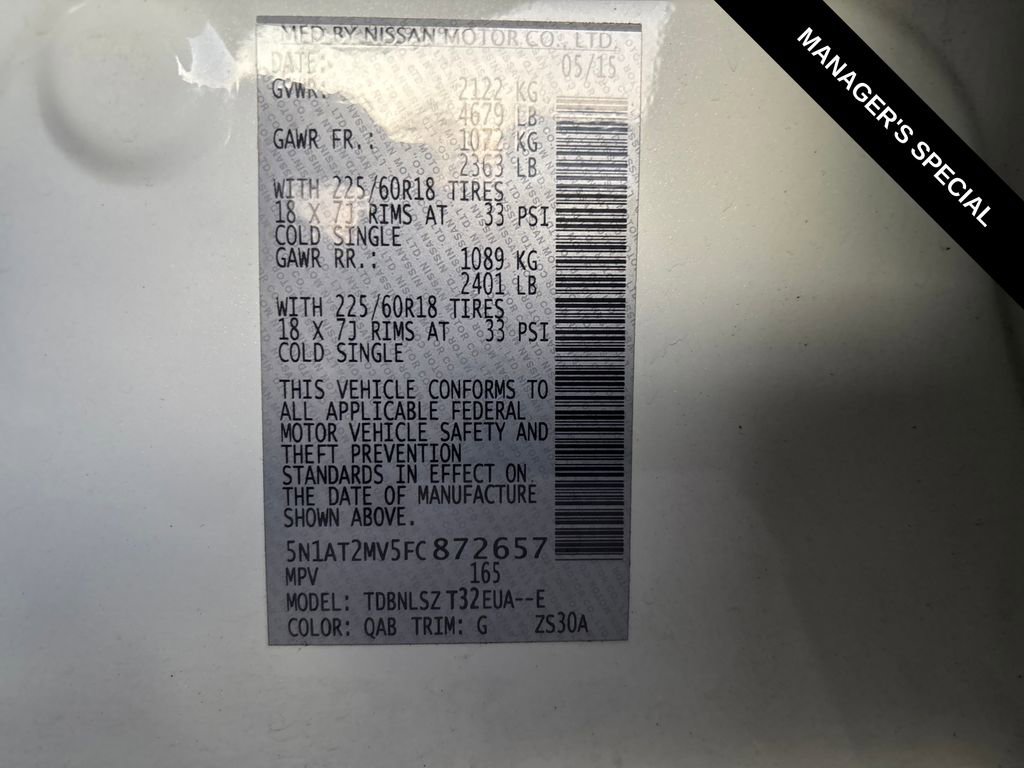 MFD BY NISSAN MOTOR CO., LTD.
DATE: 05/15
GVWR: 2122 KG
4679 LB
GAWR FR.: 1072 KG
2363 LB
WITH 225/60R18 TIRES
18 X 7J RIMS AT 33 PSI
COLD SINGLE
GAWR RR.: 1089 KG
2401 LB
WITH 225/60R18 TIRES
18 X 7J RIMS AT 33 PSI
COLD SINGLE
THIS VEHICLE CONFORMS TO
ALL APPLICABLE FEDERAL
MOTOR VEHICLE SAFETY AND
THEFT PREVENTION
STANDARDS IN EFFECT ON
THE DATE OF MANUFACTURE
SHOWN ABOVE.
5N1AT2MV5FC872657
MPV 165
MODEL: TDBNLSZ T32EUA--E
COLOR: QAB TRIM: G ZS30A
MANAGER'S SPECIAL